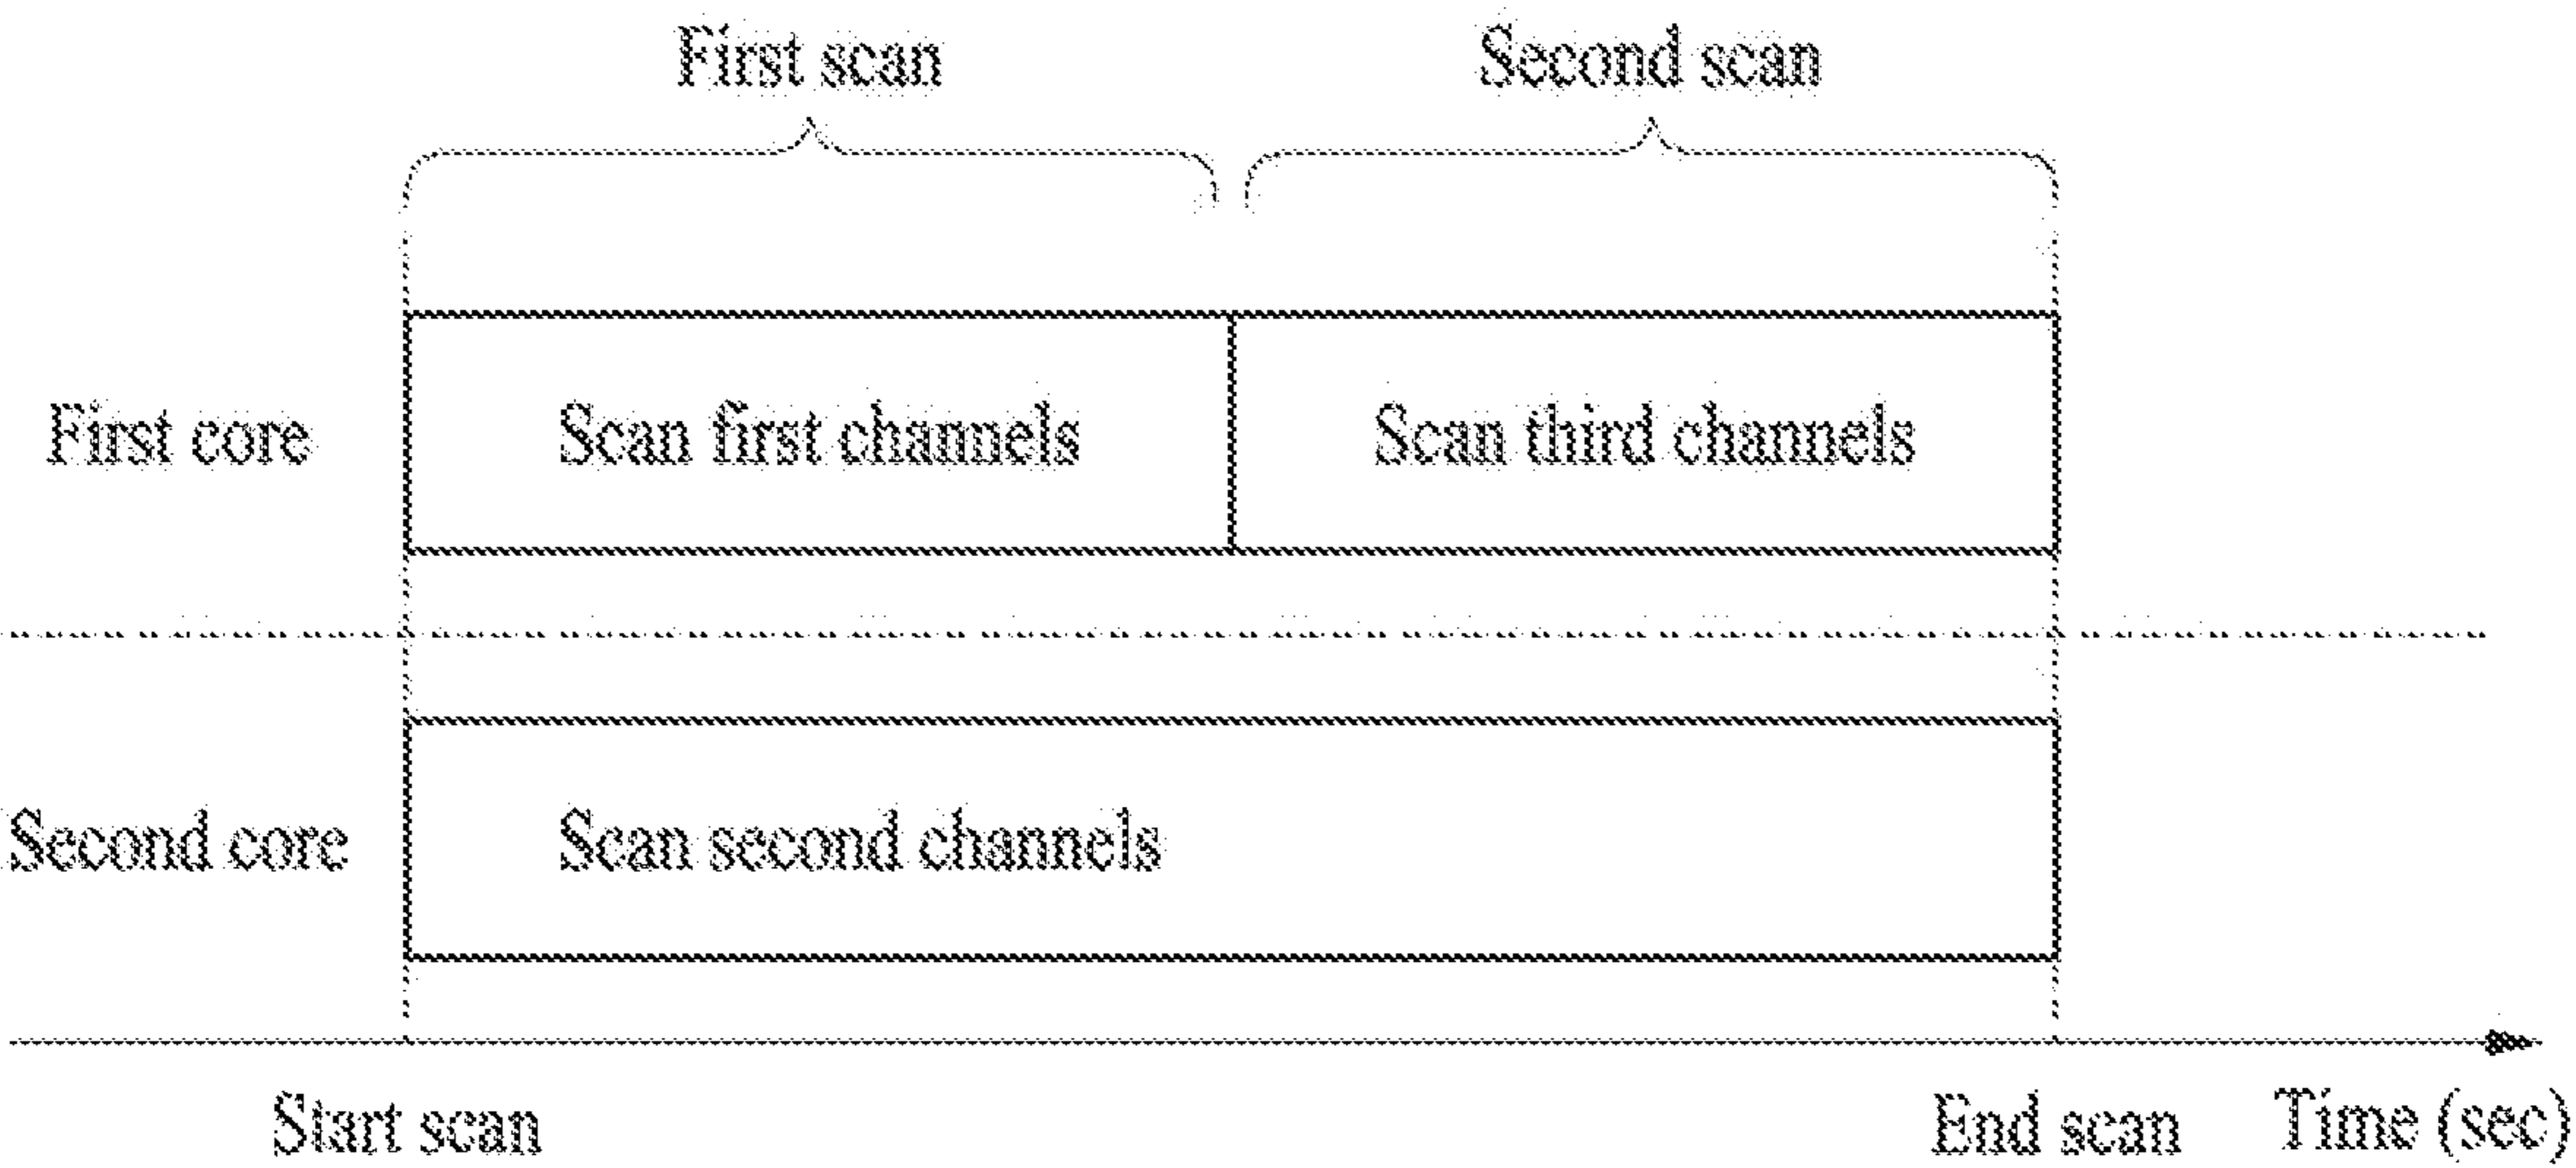 First scan
Second scan
First core
Scan first channels
Scan third channels
Second core
Scan second channels
Start scan
End scan
Time (sec)